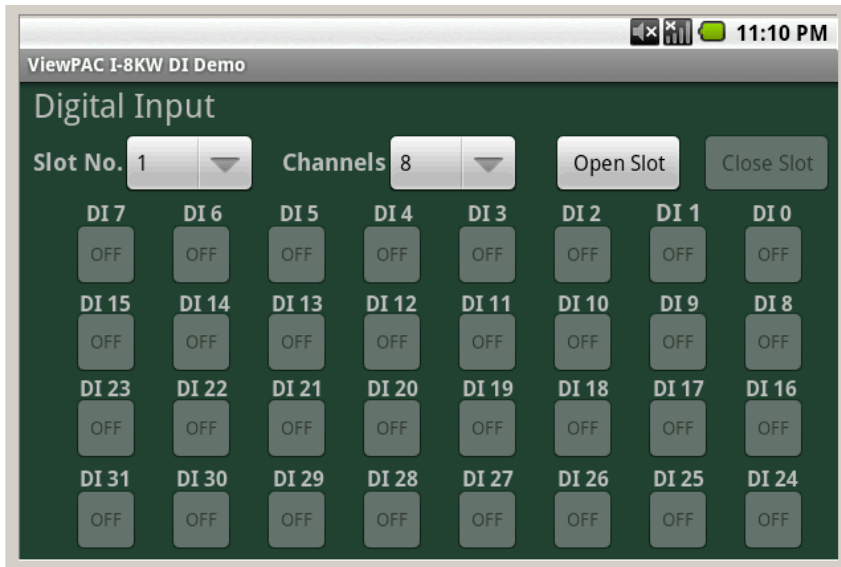 11:10 PM
ViewPAC I-8KW DI Demo
Digital Input
Slot No. 1 Channels 8 Open Slot Close Slot
DI 7 DI 6 DI 5 DI 4 DI 3 DI 2 DI 1 DI 0
OFF OFF OFF OFF OFF OFF OFF OFF
DI 15 DI 14 DI 13 DI 12 DI 11 DI 10 DI 9 DI 8
OFF OFF OFF OFF OFF OFF OFF OFF
DI 23 DI 22 DI 21 DI 20 DI 19 DI 18 DI 17 DI 16
OFF OFF OFF OFF OFF OFF OFF OFF
DI 31 DI 30 DI 29 DI 28 DI 27 DI 26 DI 25 DI 24
OFF OFF OFF OFF OFF OFF OFF OFF